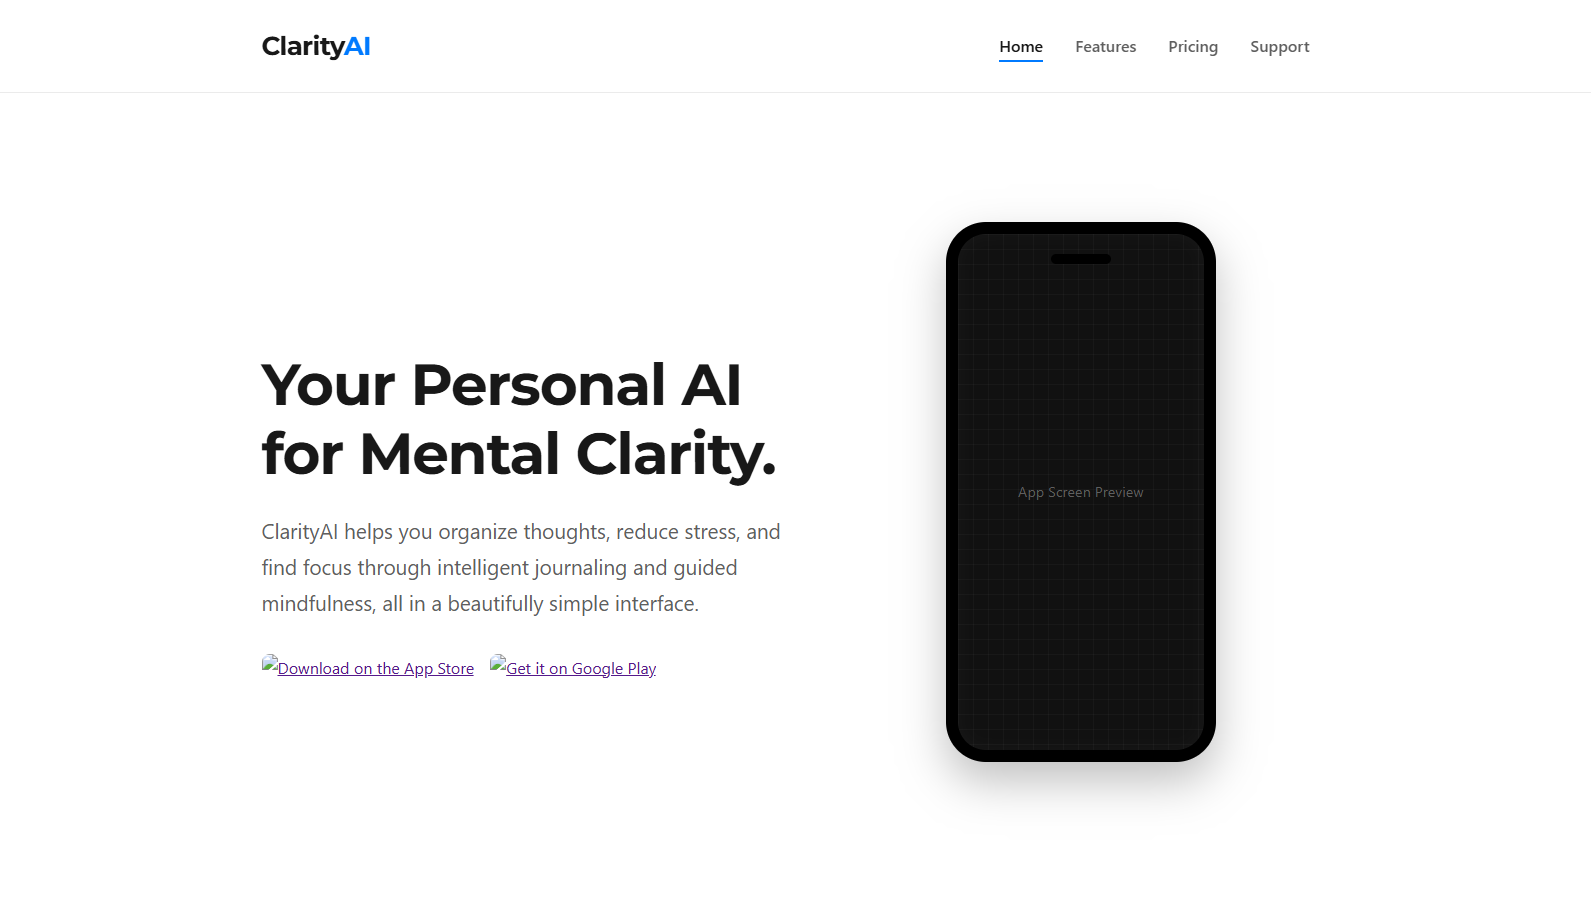 ClarityAI
Home
Features
Pricing
Support
Your Personal AI
for Mental Clarity.
ClarityAI helps you organize thoughts, reduce stress, and
find focus through intelligent journaling and guided
mindfulness, all in a beautifully simple interface.
Download on the App Store
Get it on Google Play
App Screen Preview